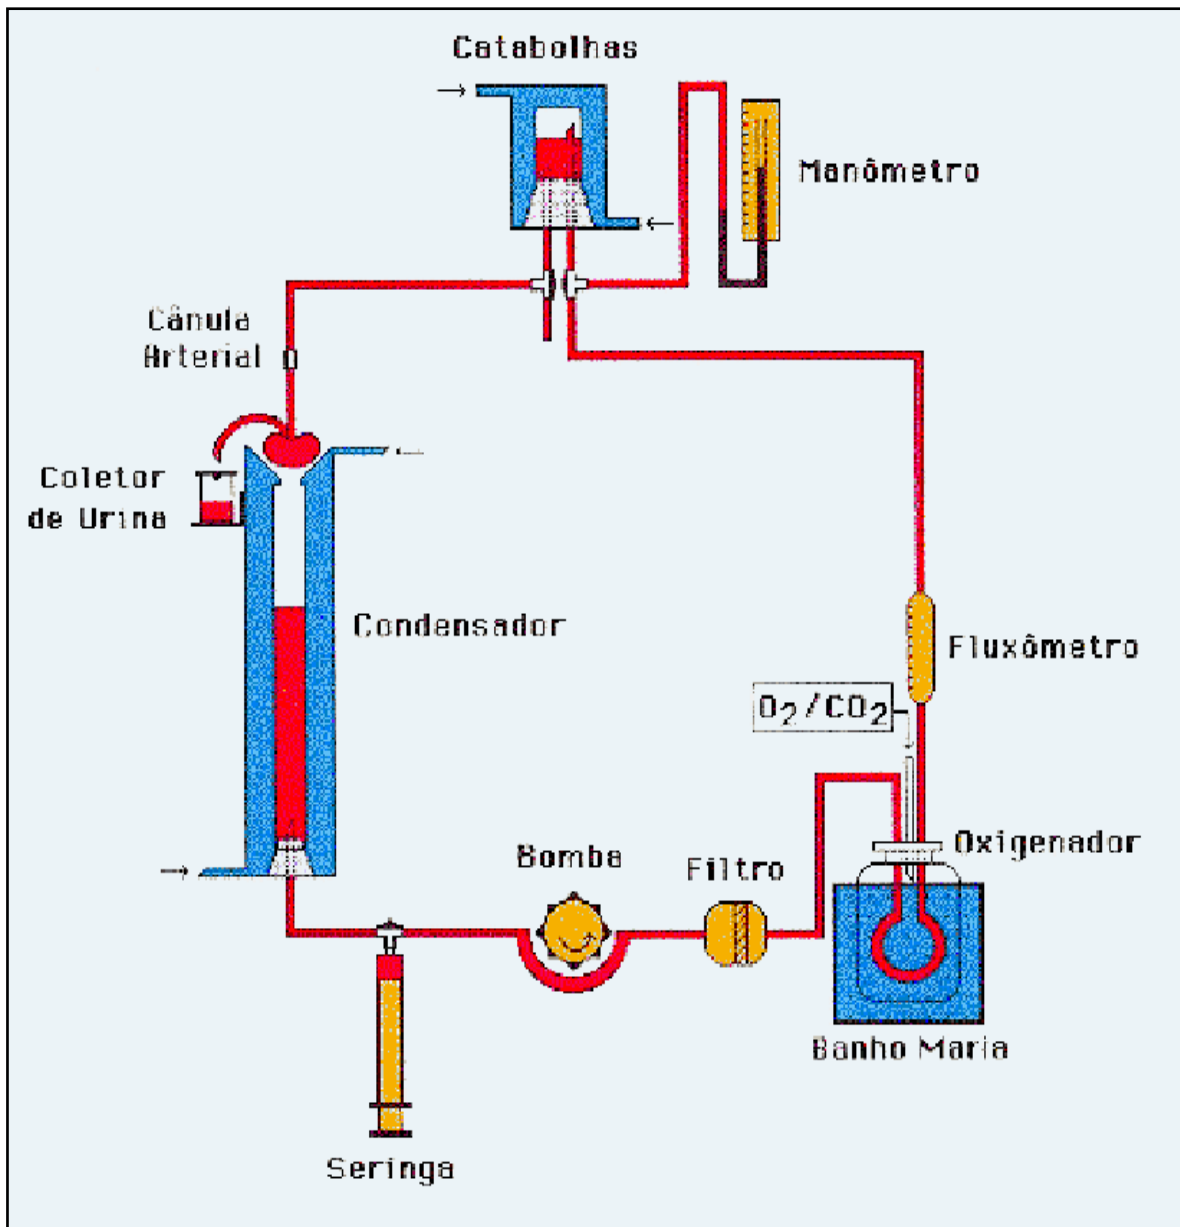 Catabolhas
Manômetro
Cânula
Arterial
Coletor
de Urina
Condensador
Fluxômetro
O₂/CO₂
Oxigenador
Bomba
Filtro
Banho Maria
Seringa